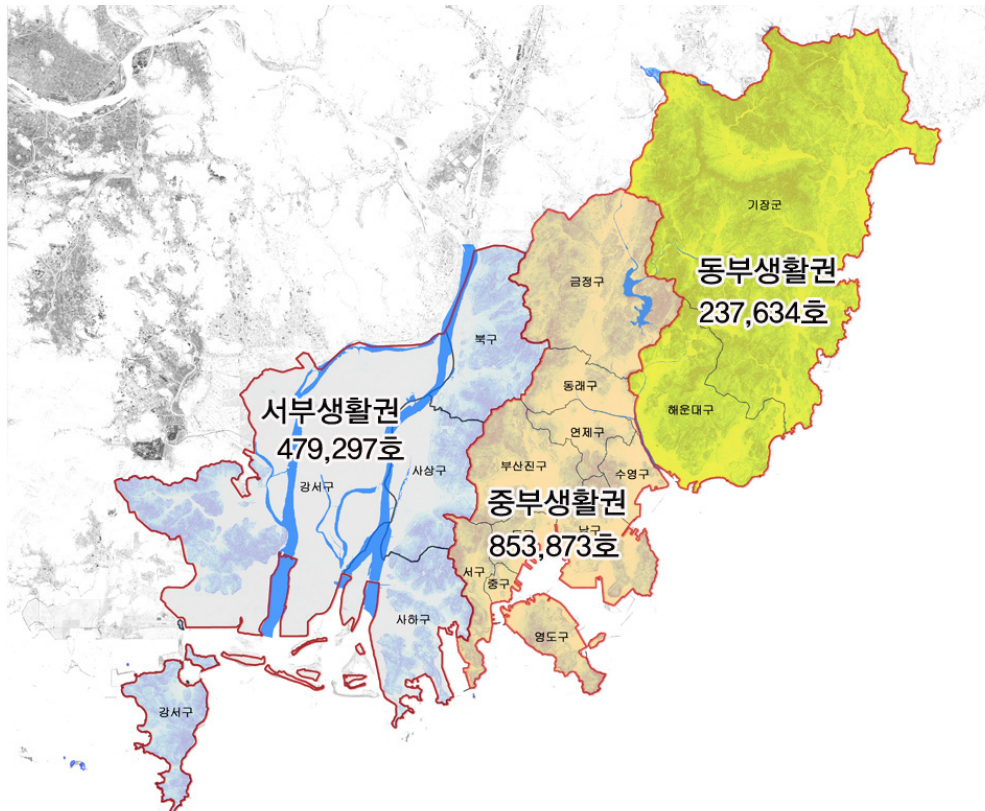 기장군
금정구
동부생활권
237,634호
북구
동래구
해운대구
서부생활권
479,297호
연제구
부산진구
수영구
사상구
강서구
중부생활권
853,873호
남구
서구
중구
사하구
영도구
강서구